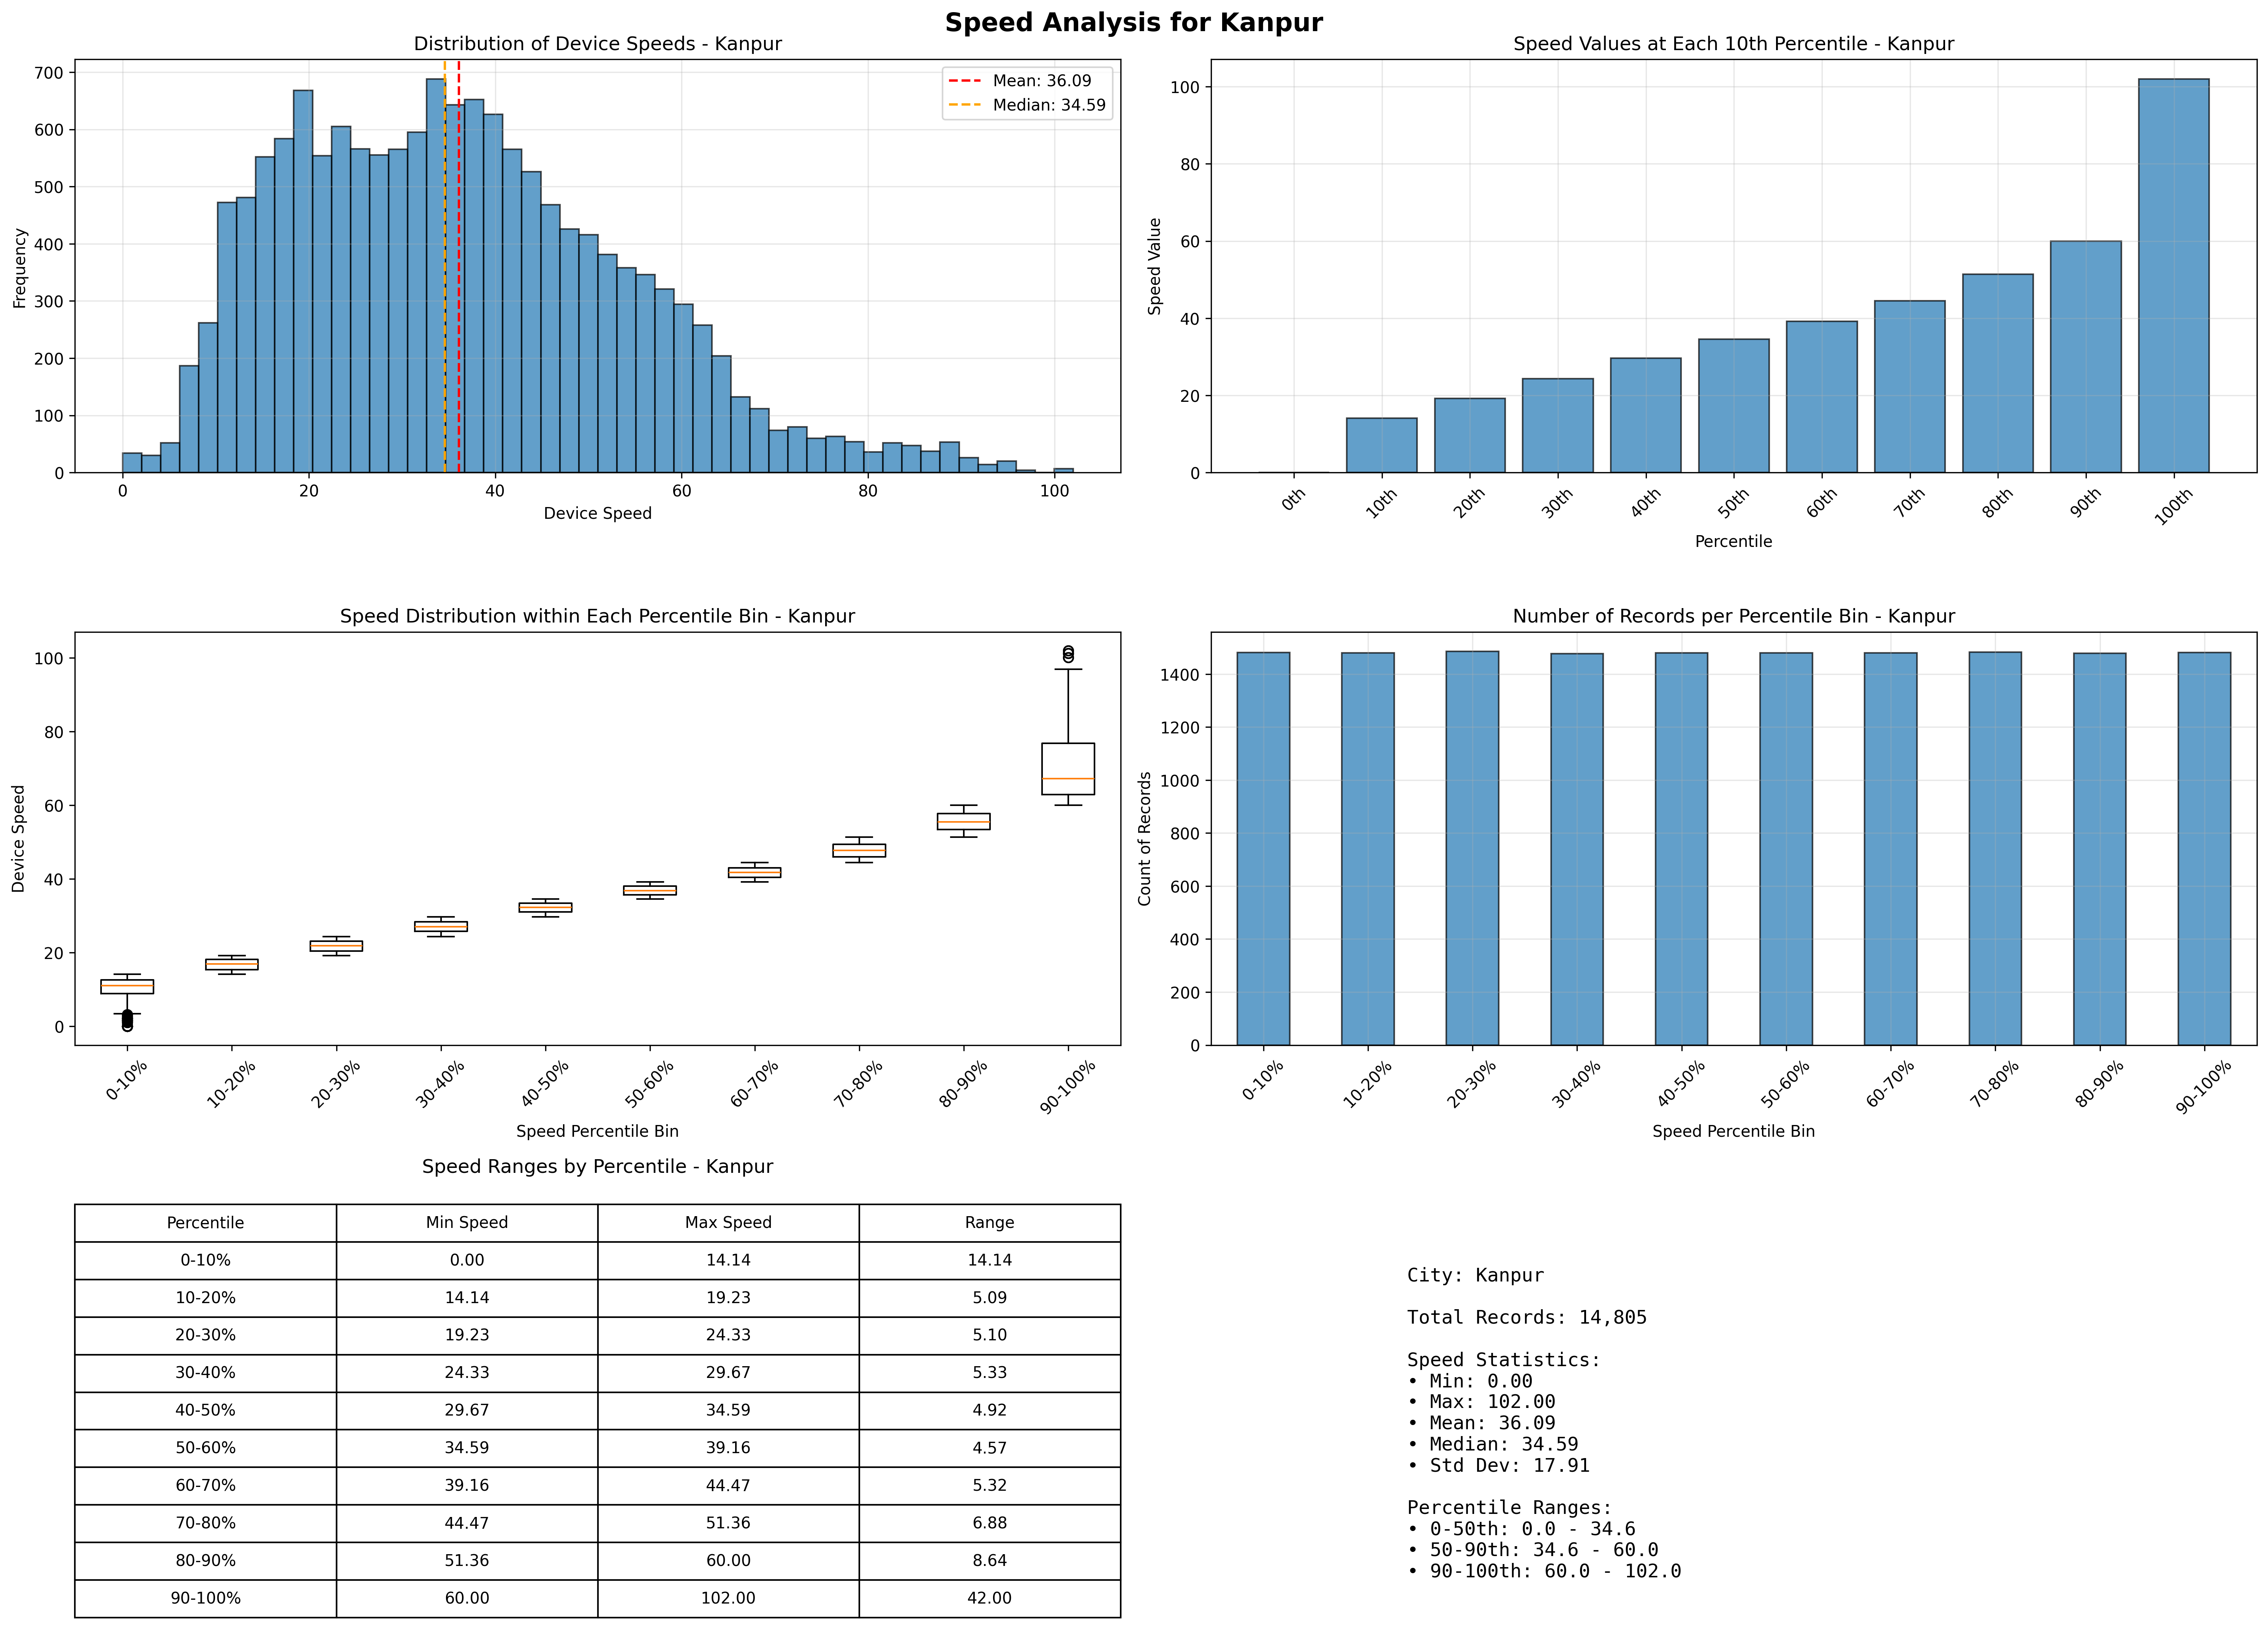 Speed Analysis for Kanpur
Distribution of Device Speeds - Kanpur
700
600
500
400
300
200
100
0
Frequency
0 20 40 60 80 100
Device Speed
Mean: 36.09
Median: 34.59
Speed Values at Each 10th Percentile - Kanpur
100
80
60
40
20
0
Speed Value
0th 10th 20th 30th 40th 50th 60th 70th 80th 90th 100th
Percentile
Speed Distribution within Each Percentile Bin - Kanpur
100
80
60
40
20
0
Device Speed
0-10% 10-20% 20-30% 30-40% 40-50% 50-60% 60-70% 70-80% 80-90% 90-100%
Speed Percentile Bin
Number of Records per Percentile Bin - Kanpur
1400
1200
1000
800
600
400
200
0
Count of Records
0-10% 10-20% 20-30% 30-40% 40-50% 50-60% 60-70% 70-80% 80-90% 90-100%
Speed Percentile Bin
Speed Ranges by Percentile - Kanpur
Percentile Min Speed Max Speed Range
0-10% 0.00 14.14 14.14
10-20% 14.14 19.23 5.09
20-30% 19.23 24.33 5.10
30-40% 24.33 29.67 5.33
40-50% 29.67 34.59 4.92
50-60% 34.59 39.16 4.57
60-70% 39.16 44.47 5.32
70-80% 44.47 51.36 6.88
80-90% 51.36 60.00 8.64
90-100% 60.00 102.00 42.00
City: Kanpur
Total Records: 14,805
Speed Statistics:
• Min: 0.00
• Max: 102.00
• Mean: 36.09
• Median: 34.59
• Std Dev: 17.91
Percentile Ranges:
• 0-50th: 0.0 - 34.6
• 50-90th: 34.6 - 60.0
• 90-100th: 60.0 - 102.0